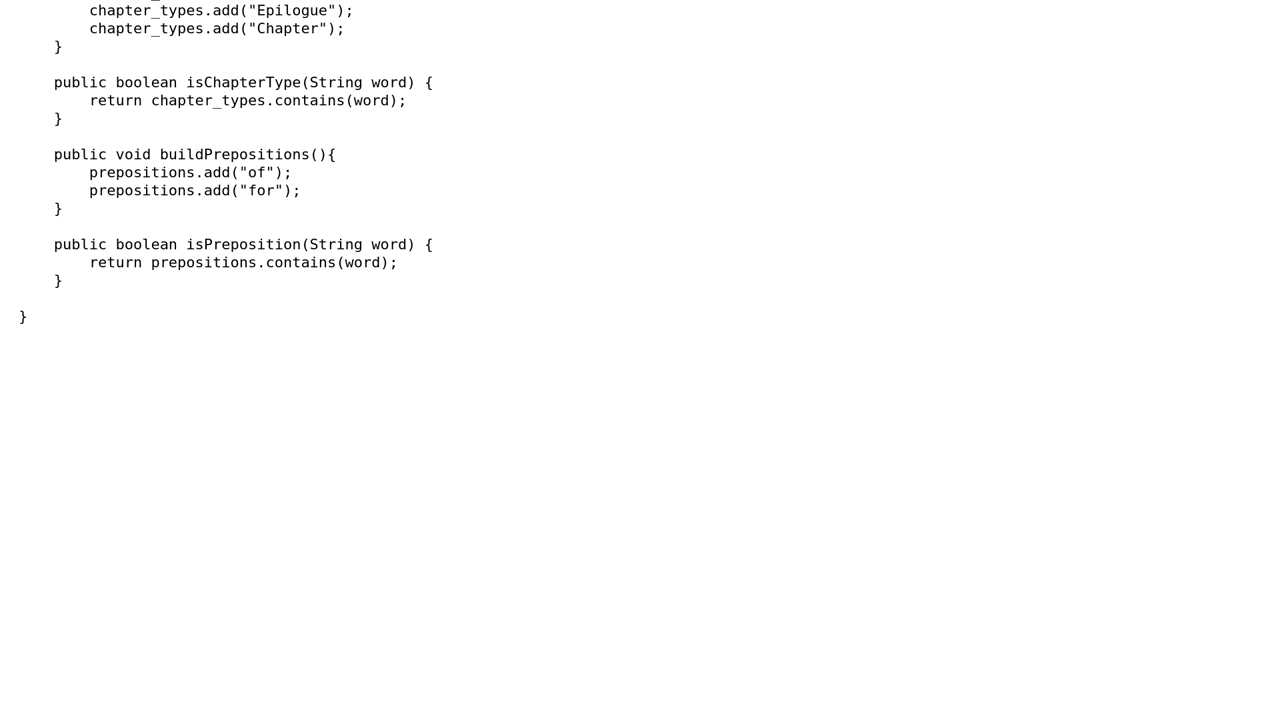 chapter_types.add("Epilogue");
        chapter_types.add("Chapter");
    }

    public boolean isChapterType(String word) {
        return chapter_types.contains(word);
    }

    public void buildPrepositions(){
        prepositions.add("of");
        prepositions.add("for");
    }

    public boolean isPreposition(String word) {
        return prepositions.contains(word);
    }

}